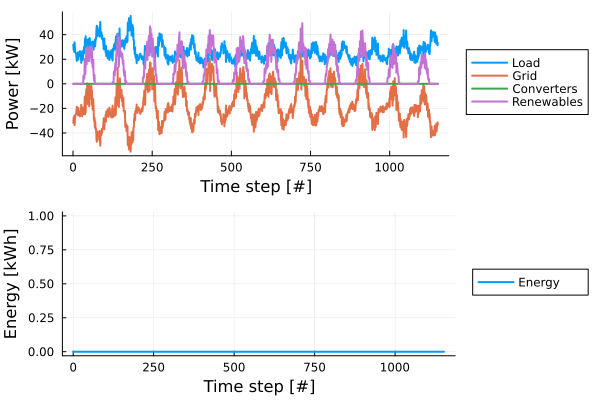 Power [kW]
40
20
0
−20
−40
0
250
500
750
1000
Time step [#]
Load
Grid
Converters
Renewables
Energy [kWh]
1.00
0.75
0.50
0.25
0.00
0
250
500
750
1000
Time step [#]
Energy